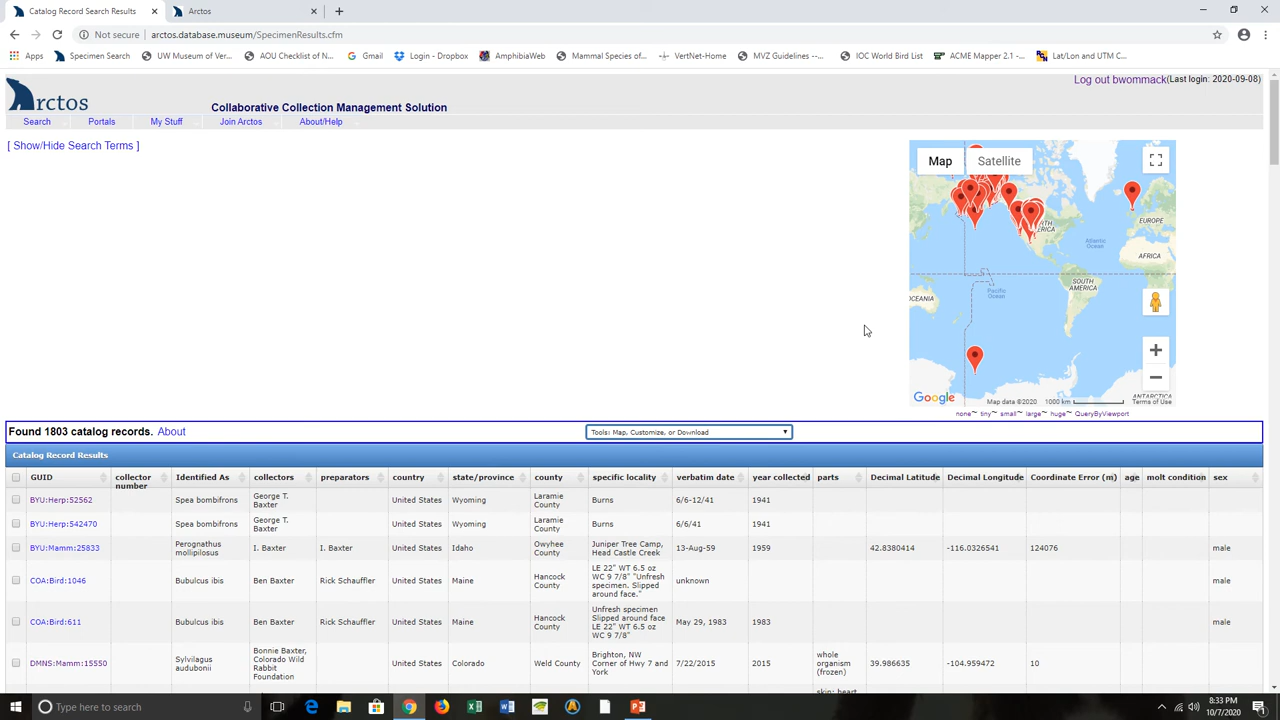 Catalog Record Search Results
Arctos
Not secure
arctos.database.museum/SpecimenResults.cfm
Apps
Specimen Search
UW Museum of Ver...
AOU Checklist of N...
Gmail
Login - Dropbox
AmphibiaWeb
Mammal Species of...
VertNet-Home
MVZ Guidelines --...
IOC World Bird List
ACME Mapper 2.1 -...
Lat/Lon and UTM C...
Arctos
Collaborative Collection Management Solution
Log out bwommack(Last login: 2020-09-08)
Search
Portals
My Stuff
Join Arctos
About/Help
[ Show/Hide Search Terms ]
Map
Satellite
EUROPE
NORTH
AMERICA
Atlantic
Ocean
AFRICA
Pacific
Ocean
SOUTH
AMERICA
OCEANIA
Google
ANTARCTICA
Map data ©2020
1000 km
Terms of Use
none~ tiny~ small~ large~ huge~ QueryByViewport
Found 1803 catalog records. About
Tools: Map, Customize, or Download
Catalog Record Results
GUID
collector
number
Identified As
collectors
preparators
country
state/province
county
specific locality
verbatim date
year collected
parts
Decimal Latitude
Decimal Longitude
Coordinate Error (m)
age
molt condition
sex
BYU:Herp:52562
Spea bombifrons
George T.
Baxter
United States
Wyoming
Laramie
County
Burns
6/6-12/41
1941
BYU:Herp:542470
Spea bombifrons
George T.
Baxter
United States
Wyoming
Laramie
County
Burns
6/6/41
1941
BYU:Mamm:25833
Perognathus
mollipilosus
I. Baxter
I. Baxter
United States
Idaho
Owyhee
County
Juniper Tree Camp,
Head Castle Creek
13-Aug-59
1959
42.8380414
-116.0326541
124076
male
COA:Bird:1046
Bubulcus ibis
Ben Baxter
Rick Schauffler
United States
Maine
Hancock
County
LE 22" WT 6.5 oz
WC 9 7/8" "Unfresh
specimen. Slipped
around face."
unknown
male
COA:Bird:611
Bubulcus ibis
Ben Baxter
Rick Schauffler
United States
Maine
Hancock
County
Unfresh specimen
Slipped around face
LE 22" WT 6.5 oz
WC 9 7/8"
May 29, 1983
1983
male
DMNS:Mamm:15550
Sylvilagus
audubonii
Bonnie Baxter,
Colorado Wild
Rabbit
Foundation
United States
Colorado
Weld County
Brighton, NW
Corner of Hwy 7 and
York
7/22/2015
2015
whole
organism
(frozen)
39.986635
-104.959472
10
skin; heart
Type here to search
8:33 PM
10/7/2020